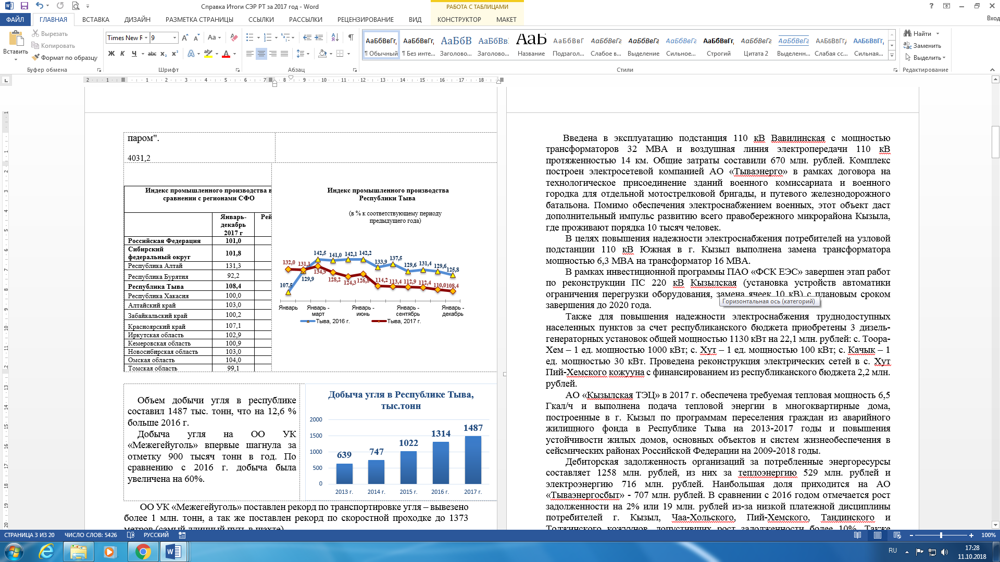 Справка Итоги СЭР РТ за 2017 год - Word
РАБОТА С ТАБЛИЦАМИ
Вход
ФАЙЛ ГЛАВНАЯ ВСТАВКА ДИЗАЙН РАЗМЕТКА СТРАНИЦЫ ССЫЛКИ РАССЫЛКИ РЕЦЕНЗИРОВАНИЕ ВИД КОНСТРУКТОР МАКЕТ
Вставить
Вырезать
Копировать
Формат по образцу
Буфер обмена
Times New R 9
Ж К Ч abc x₂ x²
Шрифт
Абзац
АаБбВвГг, АаБбВвГг, АаБбВ АаБбВв АаБ АаБбВвГ АаБбВвГг АаБбВвГг АаБбВвГг АаБбВвГг, АаБбВвГг АаБбВвГг АаБбВвГг АаБбВвГг,
¶ Обычный ¶ Без инте... Заголово... Заголово... Название Подзагол... Слабое в... Выделение Сильное... Строгий Цитата 2 Выделенн... Слабая сс... Сильная...
Стили
Найти
Заменить
Выделить
Редактирование
паром".
4031,2
Индекс промышленного производства в
сравнении с регионами СФО
Январь-
декабрь
2017 г
Рей
Российская Федерация 101,0
Сибирский
федеральный округ 101,8
Республика Алтай 131,3
Республика Бурятия 92,2
Республика Тыва 108,4
Республика Хакасия 100,0
Алтайский край 103,0
Забайкальский край 100,2
Красноярский край 107,1
Иркутская область 102,9
Кемеровская область 100,9
Новосибирская область 103,0
Омская область 104,0
Томская область 99,1
Индекс промышленного производства
Республики Тыва
(в % к соответствующему периоду
предыдущего года)
107,5 129,9 142,5 141,0 142,1 142,2 133,9 137,5 129,6 131,4 129,6 125,8
132,0 131,1 134,9 128,2 124,3 126,8 114,2 113,4 112,9 112,4 110,0 108,4
Январь Январь - март Январь - июнь Январь - сентябрь Январь - декабрь
Тыва, 2016 г. Тыва, 2017 г.
Объем добычи угля в республике
составил 1487 тыс. тонн, что на 12,6 %
больше 2016 г.
Добыча угля на ОО УК
«Межегейуголь» впервые шагнула за
отметку 900 тысяч тонн в год. По
сравнению с 2016 г. добыча была
увеличена на 60%.
Добыча угля в Республике Тыва,
тыс.тонн
2000
1500
1000
500
0
639 747 1022 1314 1487
2013 г. 2014 г. 2015 г. 2016 г. 2017 г.
ОО УК «Межегейуголь» поставлен рекорд по транспортировке угля – вывезено
более 1 млн. тонн, а так же поставлен рекорд по скоростной проходке до 1373
метров (самый длинный путь в шахте).
Введена в эксплуатацию подстанция 110 кВ Вавилинская с мощностью
трансформаторов 32 МВА и воздушная линия электропередачи 110 кВ
протяженностью 14 км. Общие затраты составили 670 млн. рублей. Комплекс
построен электросетевой компанией АО «Тываэнерго» в рамках договора на
технологическое присоединение зданий военного комиссариата и военного
городка для отдельной мотострелковой бригады, и путевого железнодорожного
батальона. Помимо обеспечения электроснабжением военных, этот объект даст
дополнительный импульс развитию всего правобережного микрорайона Кызыла,
где проживают порядка 10 тысяч человек.
В целях повышения надежности электроснабжения потребителей на узловой
подстанции 110 кВ Южная в г. Кызыл выполнена замена трансформатора
мощностью 6,3 МВА на трансформатор 16 МВА.
В рамках инвестиционной программы ПАО «ФСК ЕЭС» завершен этап работ
по реконструкции ПС 220 кВ Кызылская (установка устройств автоматики
ограничения перегрузки оборудования, замена ячеек 10 кВ) с плановым сроком
завершения до 2020 года.
Горизонтальная ось (категорий)
Также для повышения надежности электроснабжения труднодоступных
населенных пунктов за счет республиканского бюджета приобретены 3 дизель-
генераторных установок общей мощностью 1130 кВт на 22,1 млн. рублей: с. Тоора-
Хем – 1 ед. мощностью 1000 кВт; с. Хут – 1 ед. мощностью 100 кВт; с. Качык – 1
ед. мощностью 30 кВт. Проведена реконструкция электрических сетей в с. Хут
Пий-Хемского кожууна с финансированием из республиканского бюджета 2,2 млн.
рублей.
АО «Кызылская ТЭЦ» в 2017 г. обеспечена требуемая тепловая мощность 6,5
Гкал/ч и выполнена подача тепловой энергии в многоквартирные дома,
построенные в г. Кызыл по программам переселения граждан из аварийного
жилищного фонда в Республике Тыва на 2013-2017 годы и повышения
устойчивости жилых домов, основных объектов и систем жизнеобеспечения в
сейсмических районах Российской Федерации на 2009-2018 годы.
Дебиторская задолженность организаций за потребленные энергоресурсы
составляет 1258 млн. рублей, из них за теплоэнергию 529 млн. рублей и
электроэнергию 716 млн. рублей. Наибольшая доля приходится на АО
«Тываэнергосбыт» - 707 млн. рублей. В сравнении с 2016 годом отмечается рост
задолженности на 2% или 19 млн. рублей из-за низкой платежной дисциплины
потребителей г. Кызыл, Чаа-Хольского, Пий-Хемского, Тандинского и
Тоджинского кожуунов, допустивших рост задолженности более 10%. Также
СТРАНИЦА 3 ИЗ 20 ЧИСЛО СЛОВ: 5426 РУССКИЙ 100%
RU 17:28
11.10.2018